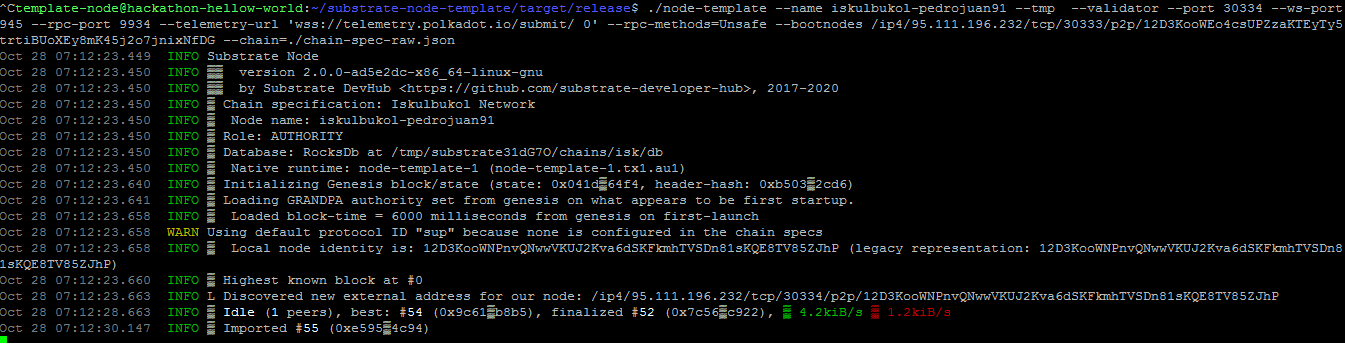 ^Ctemplate-node@hackathon-hellow-world:~/substrate-node-template/target/release$ ./node-template --name iskulbukol-pedrojuan91 --tmp  --validator --port 30334 --ws-port
945 --rpc-port 9934 --telemetry-url 'wss://telemetry.polkadot.io/submit/ 0' --rpc-methods=Unsafe --bootnodes /ip4/95.111.196.232/tcp/30333/p2p/12D3KooWEo4csUPZzaKTEyTy5
trtiBUoXEy8mK45j2o7jnixNfDG --chain=./chain-spec-raw.json
Oct 28 07:12:23.449  INFO Substrate Node
Oct 28 07:12:23.450  INFO ▒▒  version 2.0.0-ad5e2dc-x86_64-linux-gnu
Oct 28 07:12:23.450  INFO ▒▒  by Substrate DevHub <https://github.com/substrate-developer-hub>, 2017-2020
Oct 28 07:12:23.450  INFO ▒ Chain specification: Iskulbukol Network
Oct 28 07:12:23.450  INFO ▒  Node name: iskulbukol-pedrojuan91
Oct 28 07:12:23.450  INFO ▒ Role: AUTHORITY
Oct 28 07:12:23.450  INFO ▒ Database: RocksDb at /tmp/substrate31dG7O/chains/isk/db
Oct 28 07:12:23.450  INFO ▒  Native runtime: node-template-1 (node-template-1.tx1.au1)
Oct 28 07:12:23.640  INFO ▒ Initializing Genesis block/state (state: 0x041d▒64f4, header-hash: 0xb503▒2cd6)
Oct 28 07:12:23.641  INFO ▒ Loading GRANDPA authority set from genesis on what appears to be first startup.
Oct 28 07:12:23.658  INFO ▒  Loaded block-time = 6000 milliseconds from genesis on first-launch
Oct 28 07:12:23.658  WARN Using default protocol ID "sup" because none is configured in the chain specs
Oct 28 07:12:23.658  INFO ▒  Local node identity is: 12D3KooWNPnvQNwwVKUJ2Kva6dSKFkmhTVSDn81sKQE8TV85ZJhP (legacy representation: 12D3KooWNPnvQNwwVKUJ2Kva6dSKFkmhTVSDn8
1sKQE8TV85ZJhP)
Oct 28 07:12:23.660  INFO ▒ Highest known block at #0
Oct 28 07:12:23.663  INFO L Discovered new external address for our node: /ip4/95.111.196.232/tcp/30334/p2p/12D3KooWNPnvQNwwVKUJ2Kva6dSKFkmhTVSDn81sKQE8TV85ZJhP
Oct 28 07:12:28.663  INFO ▒ Idle (1 peers), best: #54 (0x9c61▒b8b5), finalized #52 (0x7c56▒c922), ▒ 4.2kiB/s ▒ 1.2kiB/s
Oct 28 07:12:30.147  INFO ▒ Imported #55 (0xe595▒4c94)